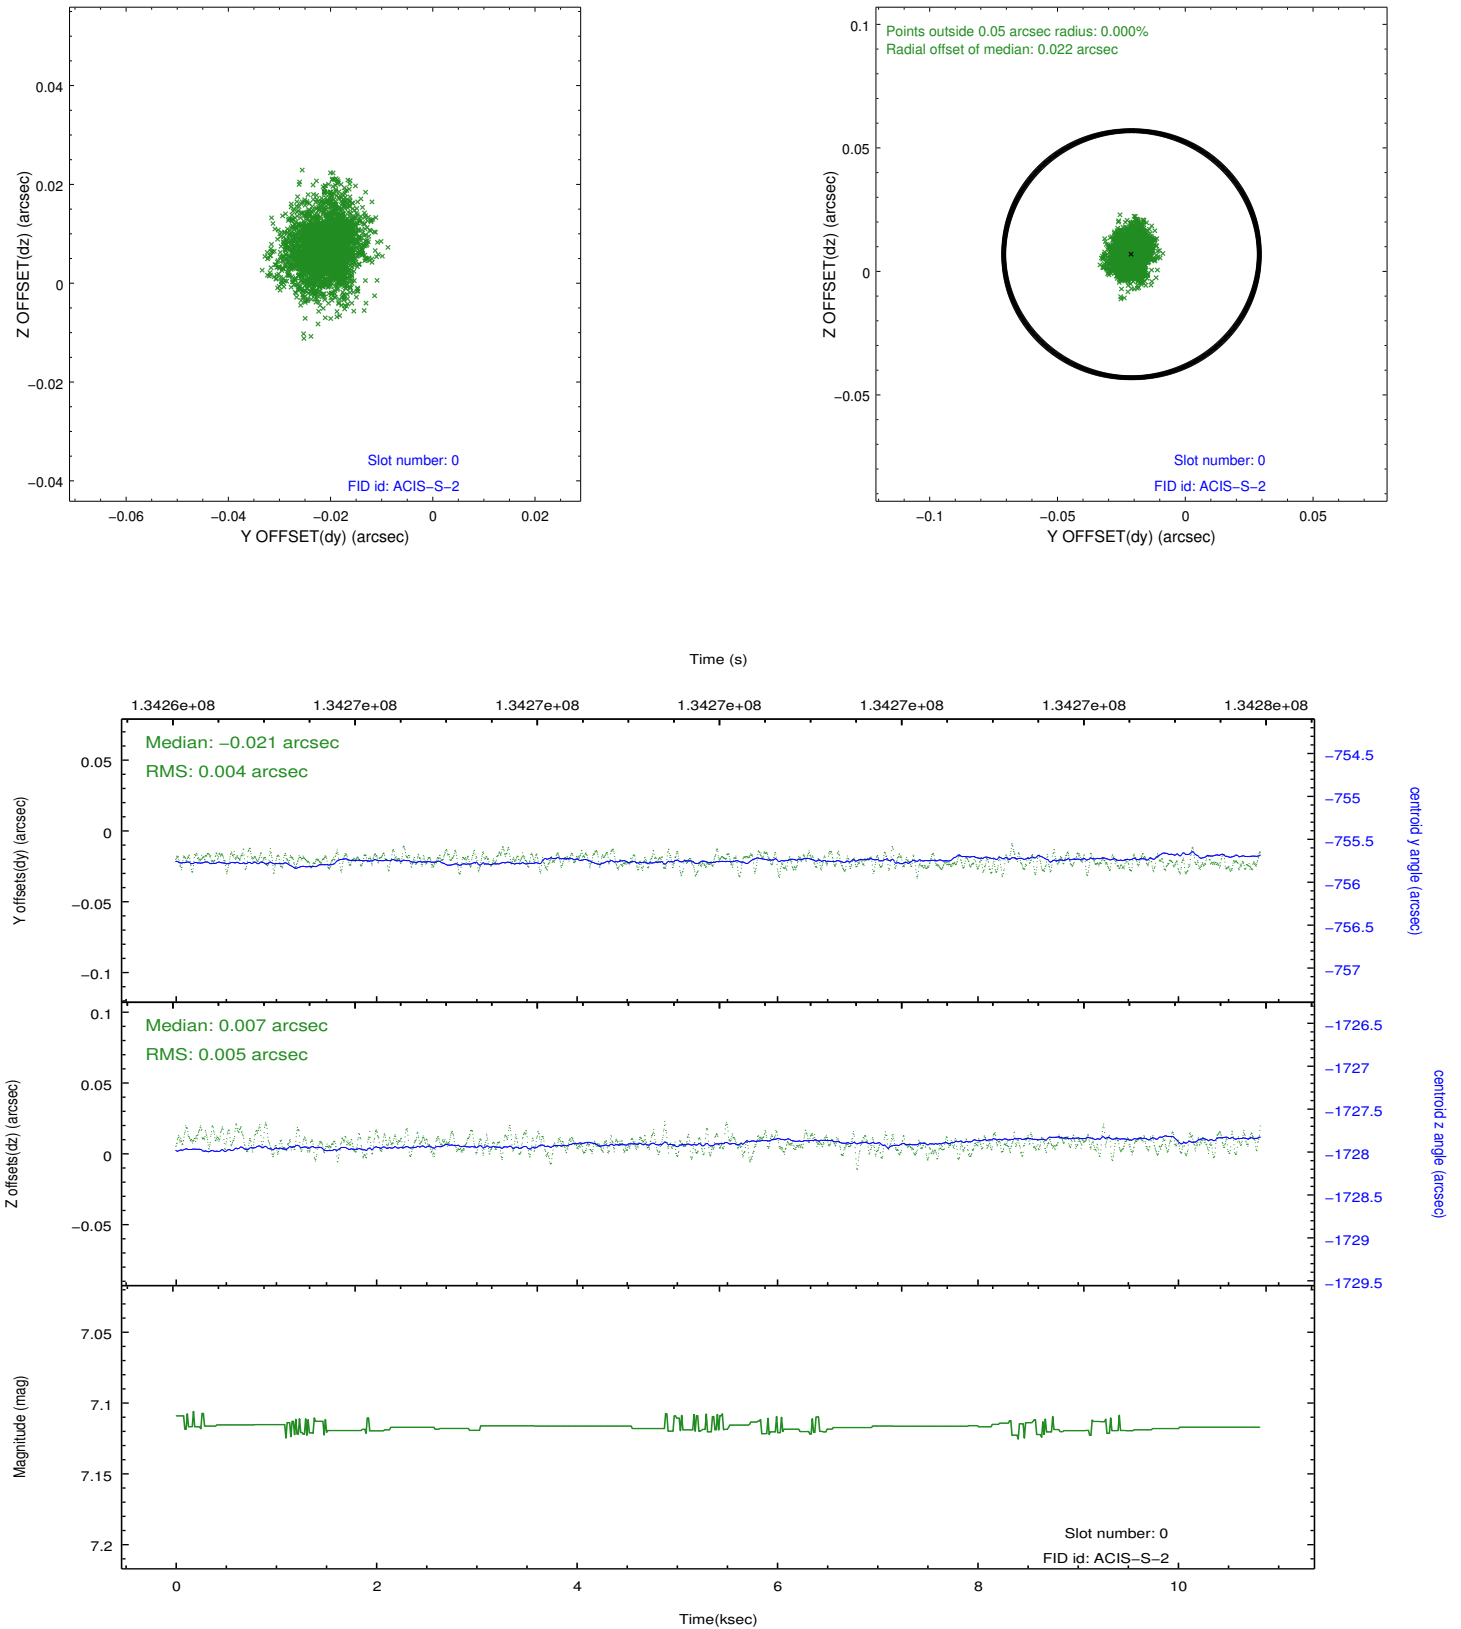 0.04
0.02
0
−0.02
−0.04
Z OFFSET(dz) (arcsec)
Slot number: 0
FID id: ACIS−S−2
−0.06
−0.04
−0.02
0
0.02
Y OFFSET(dy) (arcsec)
Points outside 0.05 arcsec radius: 0.000%
Radial offset of median: 0.022 arcsec
0.1
0.05
0
−0.05
Z OFFSET(dz) (arcsec)
Slot number: 0
FID id: ACIS−S−2
−0.1
−0.05
0
0.05
Y OFFSET(dy) (arcsec)
Time (s)
1.3426e+08
1.3427e+08
1.3427e+08
1.3427e+08
1.3427e+08
1.3427e+08
1.3428e+08
Median: −0.021 arcsec
RMS: 0.004 arcsec
0.05
0
−0.05
−0.1
Y offsets(dy) (arcsec)
−754.5
−755
−755.5
−756
−756.5
−757
centroid y angle (arcsec)
Median: 0.007 arcsec
RMS: 0.005 arcsec
0.1
0.05
0
−0.05
Z offsets(dz) (arcsec)
−1726.5
−1727
−1727.5
−1728
−1728.5
−1729
−1729.5
centroid z angle (arcsec)
7.05
7.1
7.15
7.2
Magnitude (mag)
Slot number: 0
FID id: ACIS−S−2
0
2
4
6
8
10
Time(ksec)